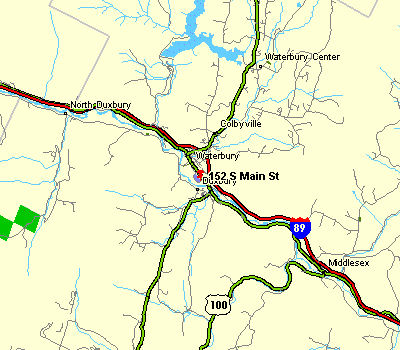 Waterbury Center
North Duxbury
Colbyville
Waterbury
152 S Main St
Duxbury
89
Middlesex
100